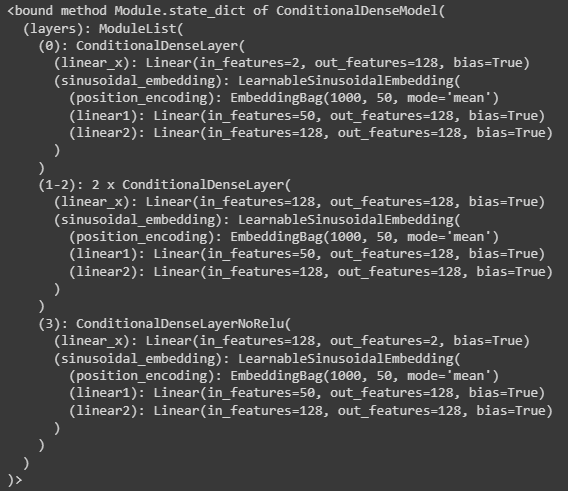 <bound method Module.state_dict of ConditionalDenseModel(
  (layers): ModuleList(
    (0): ConditionalDenseLayer(
      (linear_x): Linear(in_features=2, out_features=128, bias=True)
      (sinusoidal_embedding): LearnableSinusoidalEmbedding(
        (position_encoding): EmbeddingBag(1000, 50, mode='mean')
        (linear1): Linear(in_features=50, out_features=128, bias=True)
        (linear2): Linear(in_features=128, out_features=128, bias=True)
      )
    )
    (1-2): 2 x ConditionalDenseLayer(
      (linear_x): Linear(in_features=128, out_features=128, bias=True)
      (sinusoidal_embedding): LearnableSinusoidalEmbedding(
        (position_encoding): EmbeddingBag(1000, 50, mode='mean')
        (linear1): Linear(in_features=50, out_features=128, bias=True)
        (linear2): Linear(in_features=128, out_features=128, bias=True)
      )
    )
    (3): ConditionalDenseLayerNoRelu(
      (linear_x): Linear(in_features=128, out_features=2, bias=True)
      (sinusoidal_embedding): LearnableSinusoidalEmbedding(
        (position_encoding): EmbeddingBag(1000, 50, mode='mean')
        (linear1): Linear(in_features=50, out_features=128, bias=True)
        (linear2): Linear(in_features=128, out_features=128, bias=True)
      )
    )
  )
)>